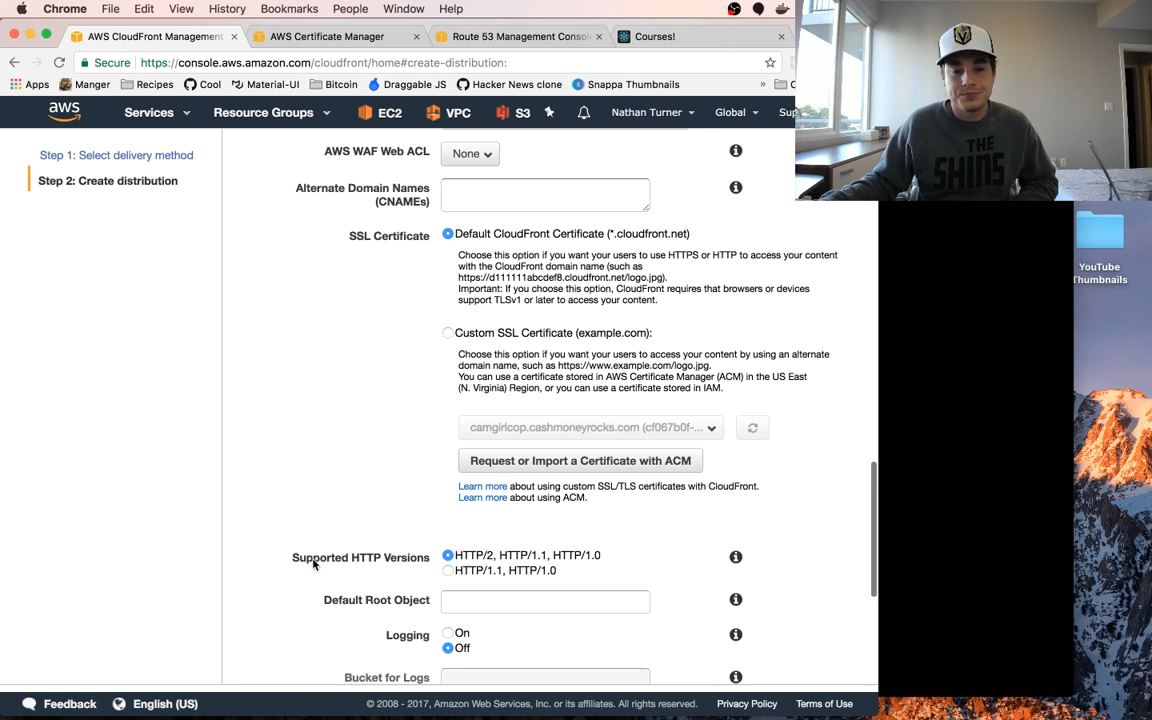 Chrome File Edit View History Bookmarks People Window Help
AWS CloudFront Management × AWS Certificate Manager × Route 53 Management Conso × Courses! ×
Secure https://console.aws.amazon.com/cloudfront/home#create-distribution:
Apps Manger Recipes Cool Material-UI Bitcoin Draggable JS Hacker News clone Snappa Thumbnails »
aws Services Resource Groups EC2 VPC S3 Nathan Turner Global Sup
THE
SHINS
YouTube
Thumbnails
Step 1: Select delivery method
Step 2: Create distribution
AWS WAF Web ACL None
Alternate Domain Names
(CNAMEs)
SSL Certificate Default CloudFront Certificate (*.cloudfront.net)
Choose this option if you want your users to use HTTPS or HTTP to access your content
with the CloudFront domain name (such as
https://d111111abcdef8.cloudfront.net/logo.jpg).
Important: If you choose this option, CloudFront requires that browsers or devices
support TLSv1 or later to access your content.
Custom SSL Certificate (example.com):
Choose this option if you want your users to access your content by using an alternate
domain name, such as https://www.example.com/logo.jpg.
You can use a certificate stored in AWS Certificate Manager (ACM) in the US East
(N. Virginia) Region, or you can use a certificate stored in IAM.
camgirlcop.cashmoneyrocks.com (cf067b0f-...
Request or Import a Certificate with ACM
Learn more about using custom SSL/TLS certificates with CloudFront.
Learn more about using ACM.
Supported HTTP Versions HTTP/2, HTTP/1.1, HTTP/1.0
HTTP/1.1, HTTP/1.0
Default Root Object
Logging On
Off
Bucket for Logs
Feedback English (US) © 2008 - 2017, Amazon Web Services, Inc. or its affiliates. All rights reserved. Privacy Policy Terms of Use